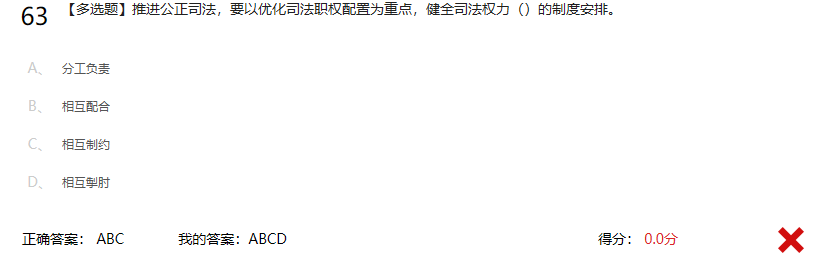 63 【多选题】推进公正司法，要以优化司法职权配置为重点，健全司法权力（）的制度安排。
A、 分工负责
B、 相互配合
C、 相互制约
D、 相互掣肘
正确答案： ABC 我的答案：ABCD 得分： 0.0分